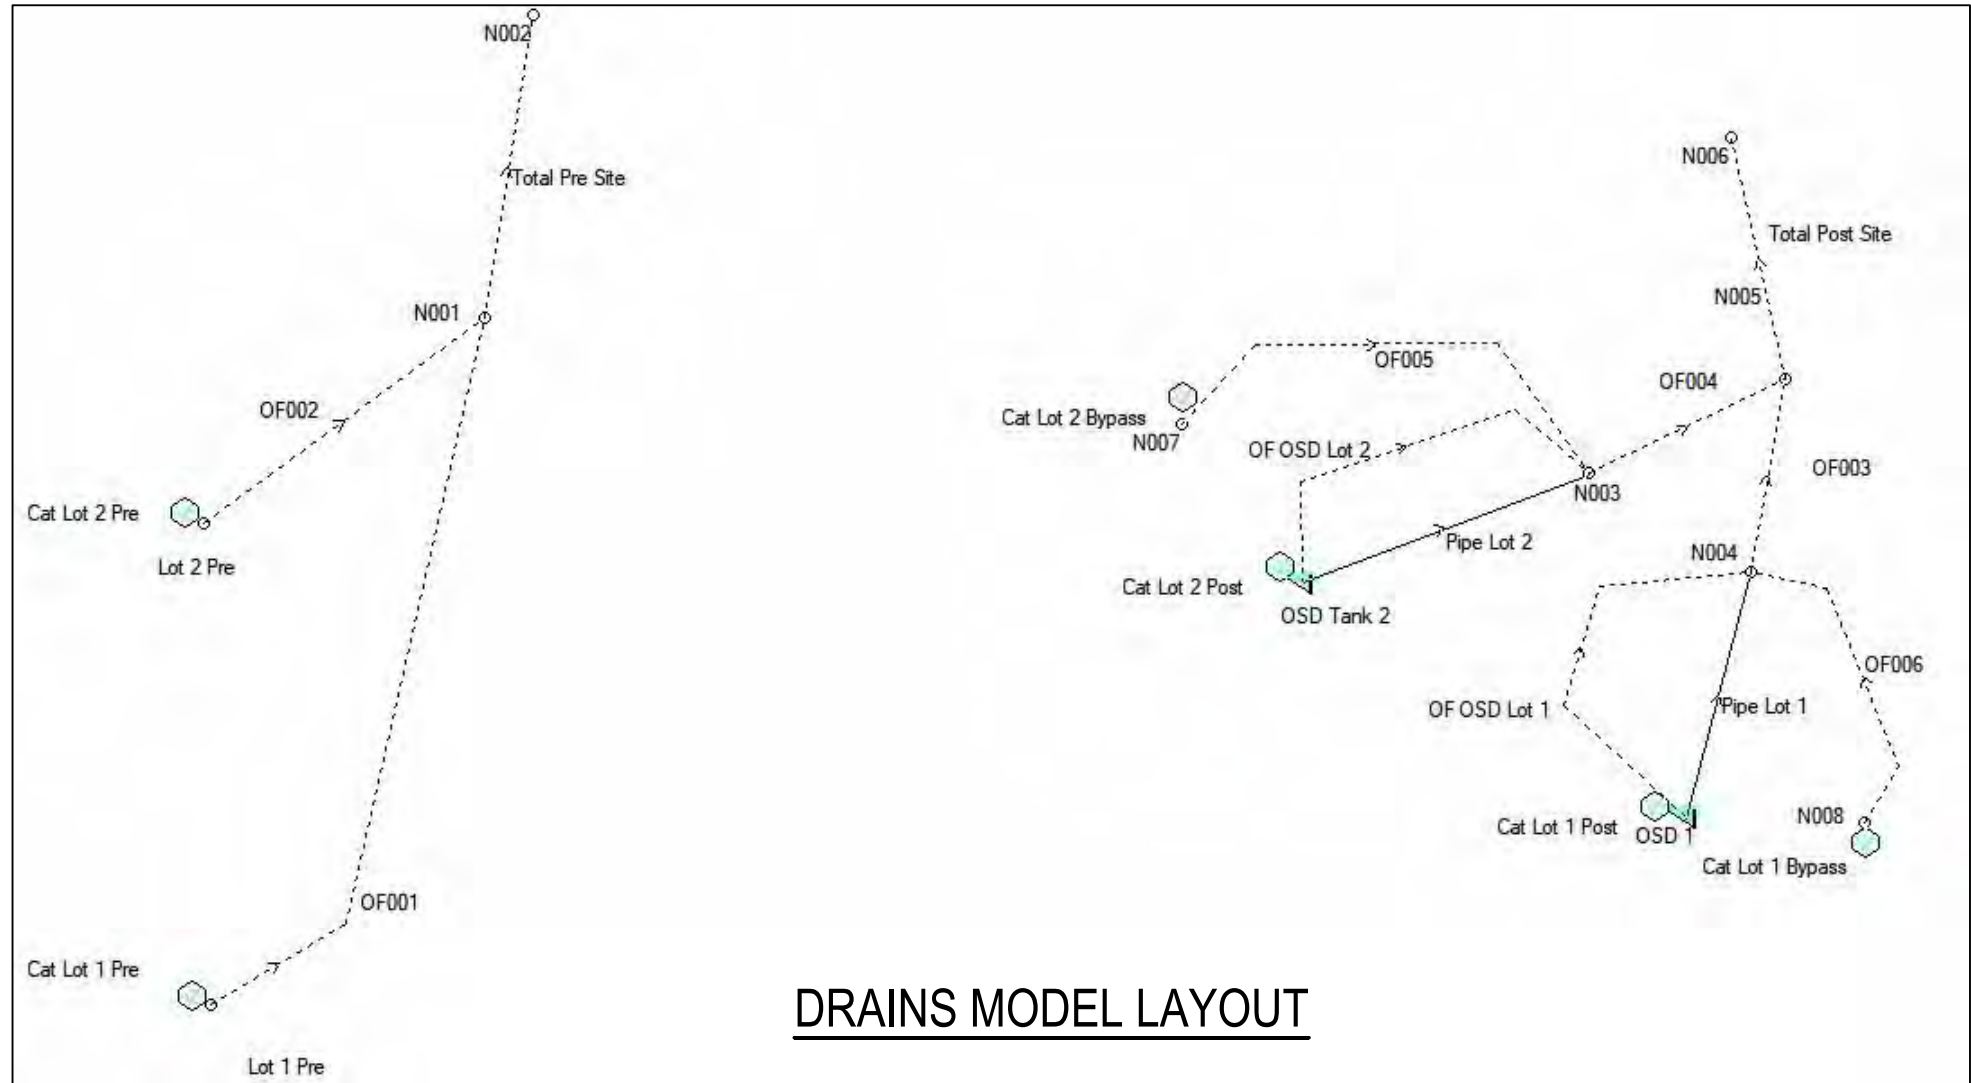 N002
Total Pre Site
N001
OF002
Cat Lot 2 Pre
Lot 2 Pre
OF001
Cat Lot 1 Pre
Lot 1 Pre
N006
Total Post Site
N005
OF005
OF004
Cat Lot 2 Bypass
N007
OF OSD Lot 2
OF003
N003
Pipe Lot 2
N004
Cat Lot 2 Post
OSD Tank 2
OF006
OF OSD Lot 1
Pipe Lot 1
N008
Cat Lot 1 Post
OSD 1
Cat Lot 1 Bypass
DRAINS MODEL LAYOUT